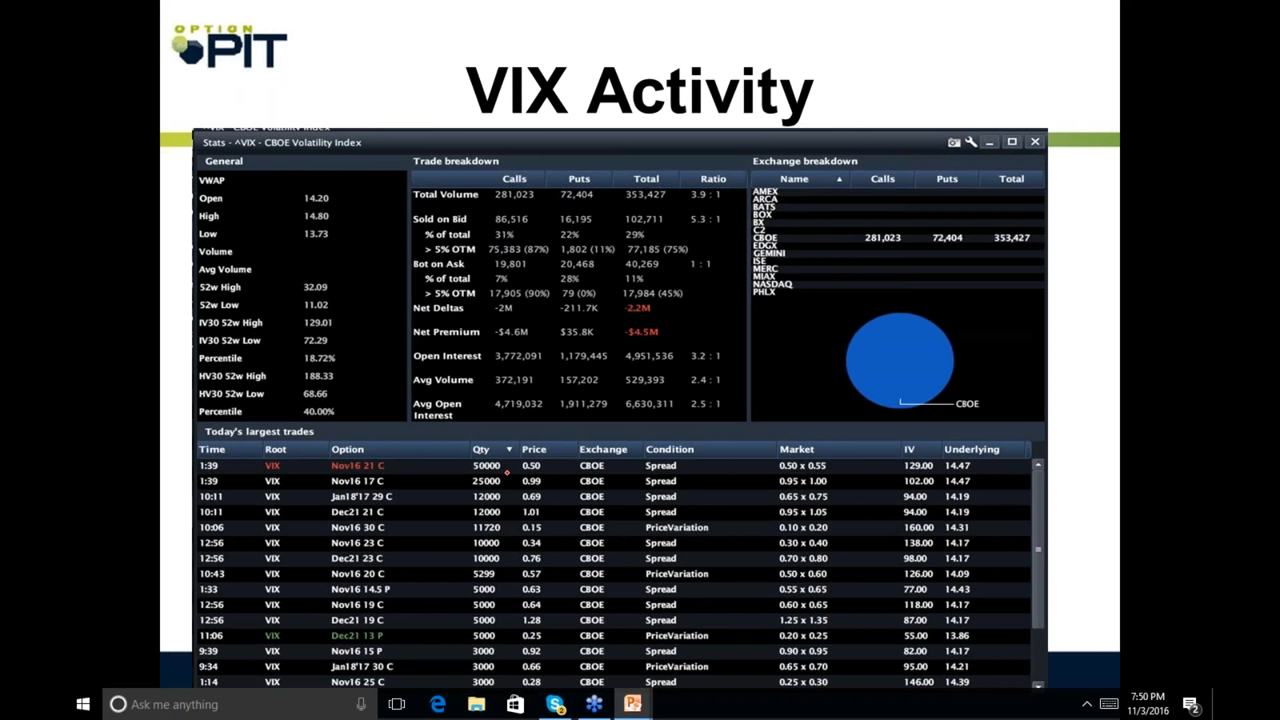 OPTION
PIT
VIX Activity
Stats - ^VIX - CBOE Volatility Index
General Trade breakdown Exchange breakdown
VWAP
Open 14.20
High 14.80
Low 13.73
Volume
Avg Volume
52w High 32.09
52w Low 11.02
IV30 52w High 129.01
IV30 52w Low 72.29
Percentile 18.72%
HV30 52w High 188.33
HV30 52w Low 68.66
Percentile 40.00%
Calls Puts Total Ratio
Total Volume 281,023 72,404 353,427 3.9 : 1
Sold on Bid 86,516 16,195 102,711 5.3 : 1
% of total 31% 22% 29%
> 5% OTM 75,383 (87%) 1,802 (11%) 77,185 (75%)
Bot on Ask 19,801 20,468 40,269 1 : 1
% of total 7% 28% 11%
> 5% OTM 17,905 (90%) 79 (0%) 17,984 (45%)
Net Deltas -2M -211.7K -2.2M
Net Premium -$4.6M $35.8K -$4.5M
Open Interest 3,772,091 1,179,445 4,951,536 3.2 : 1
Avg Volume 372,191 157,202 529,393 2.4 : 1
Avg Open Interest 4,719,032 1,911,279 6,630,311 2.5 : 1
Name Calls Puts Total
AMEX
ARCA
BATS
BOX
BX
C2
CBOE 281,023 72,404 353,427
EDGX
GEMINI
ISE
MERC
MIAX
NASDAQ
PHLX
CBOE
Today's largest trades
Time Root Option Qty Price Exchange Condition Market IV Underlying
1:39 VIX Nov16 21 C 50000 0.50 CBOE Spread 0.50 x 0.55 129.00 14.47
1:39 VIX Nov16 17 C 25000 0.99 CBOE Spread 0.95 x 1.00 102.00 14.47
10:11 VIX Jan18'17 29 C 12000 0.69 CBOE Spread 0.65 x 0.75 94.00 14.19
10:11 VIX Dec21 21 C 12000 1.01 CBOE Spread 0.95 x 1.05 94.00 14.19
10:06 VIX Nov16 30 C 11720 0.15 CBOE PriceVariation 0.10 x 0.20 160.00 14.31
12:56 VIX Nov16 23 C 10000 0.34 CBOE Spread 0.30 x 0.40 138.00 14.17
12:56 VIX Dec21 23 C 10000 0.76 CBOE Spread 0.70 x 0.80 98.00 14.17
10:43 VIX Nov16 20 C 5299 0.57 CBOE PriceVariation 0.50 x 0.60 126.00 14.09
1:33 VIX Nov16 14.5 P 5000 0.63 CBOE Spread 0.55 x 0.65 77.00 14.43
12:56 VIX Nov16 19 C 5000 0.64 CBOE Spread 0.60 x 0.65 118.00 14.17
12:56 VIX Dec21 19 C 5000 1.28 CBOE Spread 1.25 x 1.35 87.00 14.17
11:06 VIX Dec21 13 P 5000 0.25 CBOE PriceVariation 0.20 x 0.25 55.00 13.86
9:39 VIX Nov16 15 P 3000 0.92 CBOE Spread 0.90 x 0.95 82.00 14.17
9:34 VIX Jan18'17 30 C 3000 0.66 CBOE PriceVariation 0.65 x 0.70 95.00 14.21
1:14 VIX Nov16 25 C 3000 0.28 CBOE Spread 0.25 x 0.30 146.00 14.39
Ask me anything
7:50 PM
11/3/2016
2
2